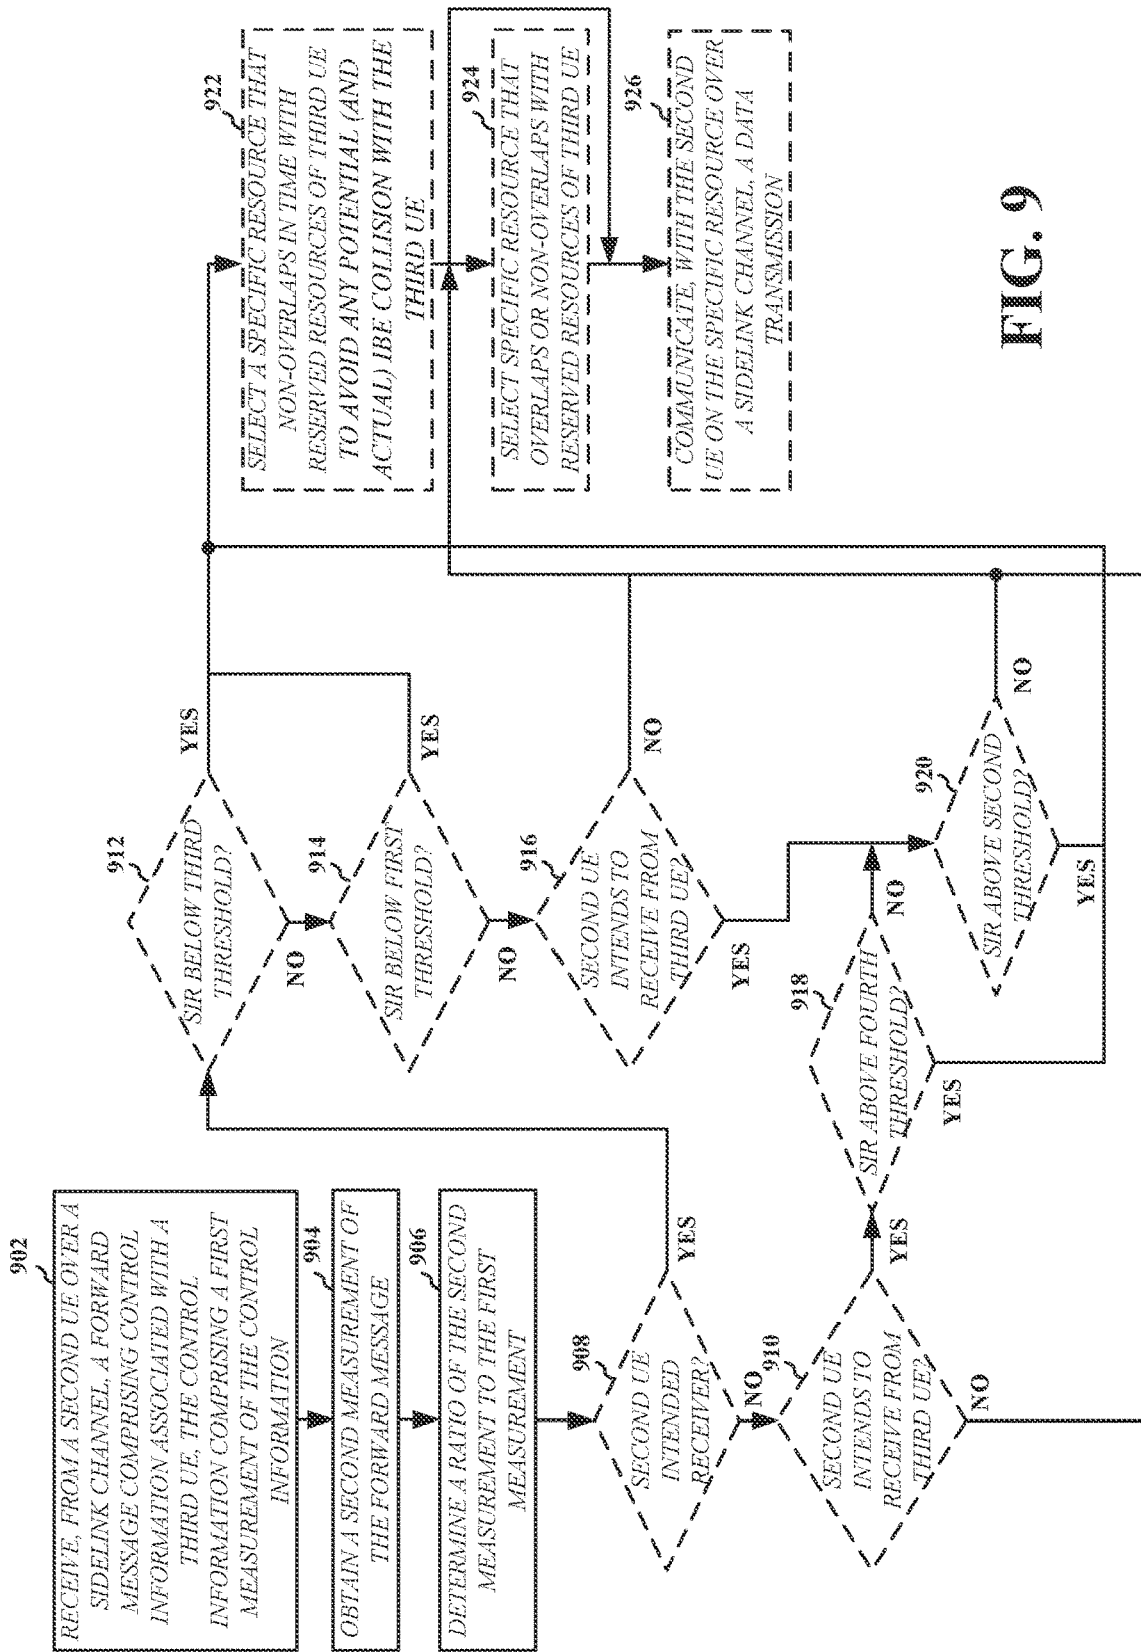 902
RECEIVE, FROM A SECOND UE OVER A
SIDELINK CHANNEL, A FORWARD
MESSAGE COMPRISING CONTROL
INFORMATION ASSOCIATED WITH A
THIRD UE, THE CONTROL
INFORMATION COMPRISING A FIRST
MEASUREMENT OF THE CONTROL
INFORMATION
904
OBTAIN A SECOND MEASUREMENT OF
THE FORWARD MESSAGE
906
DETERMINE A RATIO OF THE SECOND
MEASUREMENT TO THE FIRST
MEASUREMENT
908
SECOND UE
INTENDED
RECEIVER?
YES
NO
910
SECOND UE
INTENDS TO
RECEIVE FROM
THIRD UE?
YES
NO
912
SIR BELOW THIRD
THRESHOLD?
YES
NO
914
SIR BELOW FIRST
THRESHOLD?
YES
NO
916
SECOND UE
INTENDS TO
RECEIVE FROM
THIRD UE?
NO
YES
918
SIR ABOVE FOURTH
THRESHOLD?
NO
YES
920
SIR ABOVE SECOND
THRESHOLD?
NO
YES
922
SELECT A SPECIFIC RESOURCE THAT
NON-OVERLAPS IN TIME WITH
RESERVED RESOURCES OF THIRD UE
TO AVOID ANY POTENTIAL (AND
ACTUAL) IBE COLLISION WITH THE
THIRD UE
924
SELECT SPECIFIC RESOURCE THAT
OVERLAPS OR NON-OVERLAPS WITH
RESERVED RESOURCES OF THIRD UE
926
COMMUNICATE, WITH THE SECOND
UE ON THE SPECIFIC RESOURCE OVER
A SIDELINK CHANNEL, A DATA
TRANSMISSION
FIG. 9